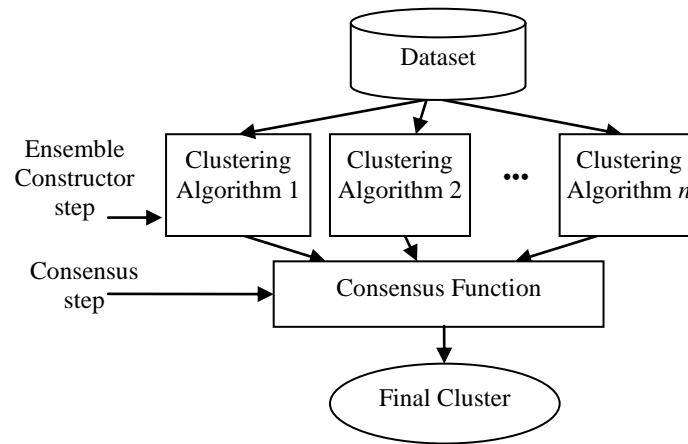 Dataset
Ensemble
Constructor
step
Clustering
Algorithm 1
Clustering
Algorithm 2
...
Clustering
Algorithm n
Consensus
step
Consensus Function
Final Cluster